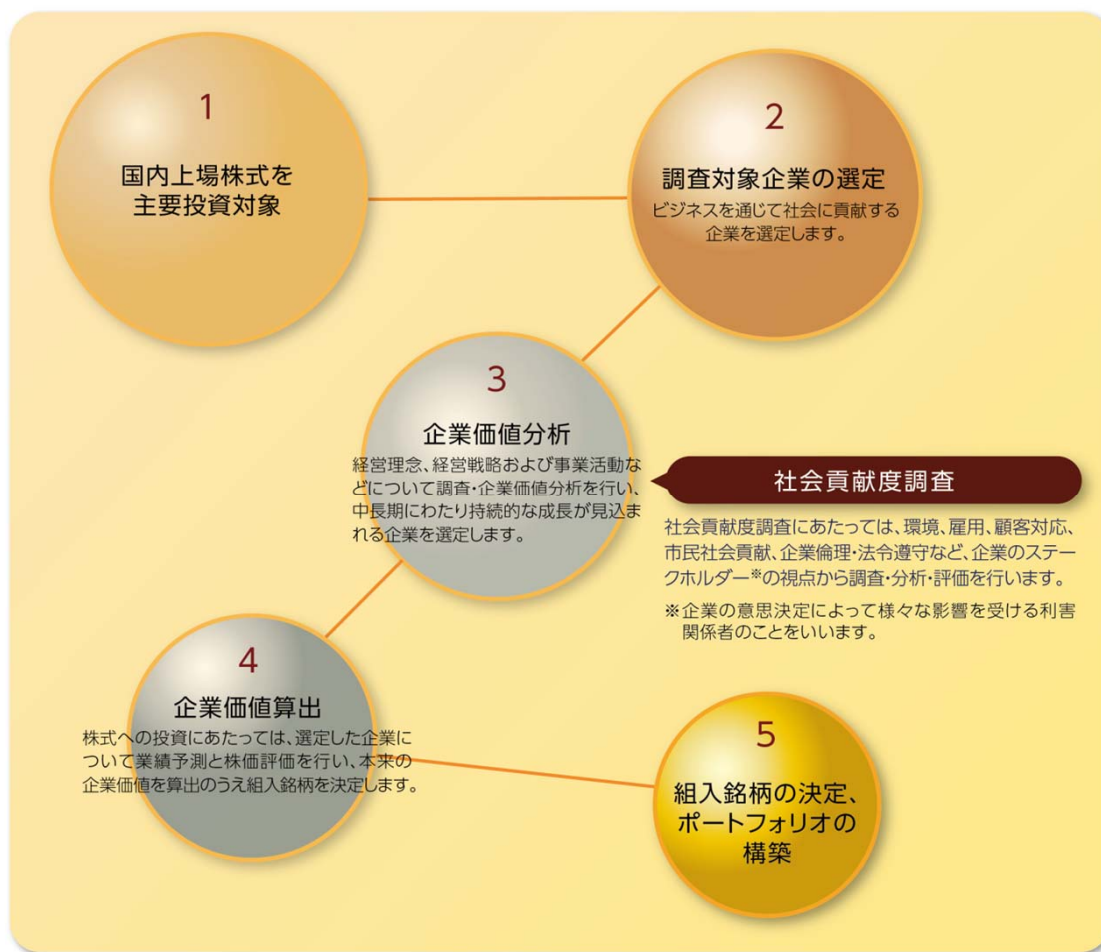 1
国内上場株式を
主要投資対象
2
調査対象企業の選定
ビジネスを通じて社会に貢献する
企業を選定します。
3
企業価値分析
経営理念、経営戦略および事業活動な
どについて調査・企業価値分析を行い、
中長期にわたり持続的な成長が見込ま
れる企業を選定します。
社会貢献度調査
社会貢献度調査にあたっては、環境、雇用、顧客対応、
市民社会貢献、企業倫理・法令遵守など、企業のステー
クホルダー※の視点から調査・分析・評価を行います。
※企業の意思決定によって様々な影響を受ける利害
関係者のことをいいます。
4
企業価値算出
株式への投資にあたっては、選定した企業に
ついて業績予測と株価評価を行い、本来の
企業価値を算出のうえ組入銘柄を決定します。
5
組入銘柄の決定、
ポートフォリオの
構築